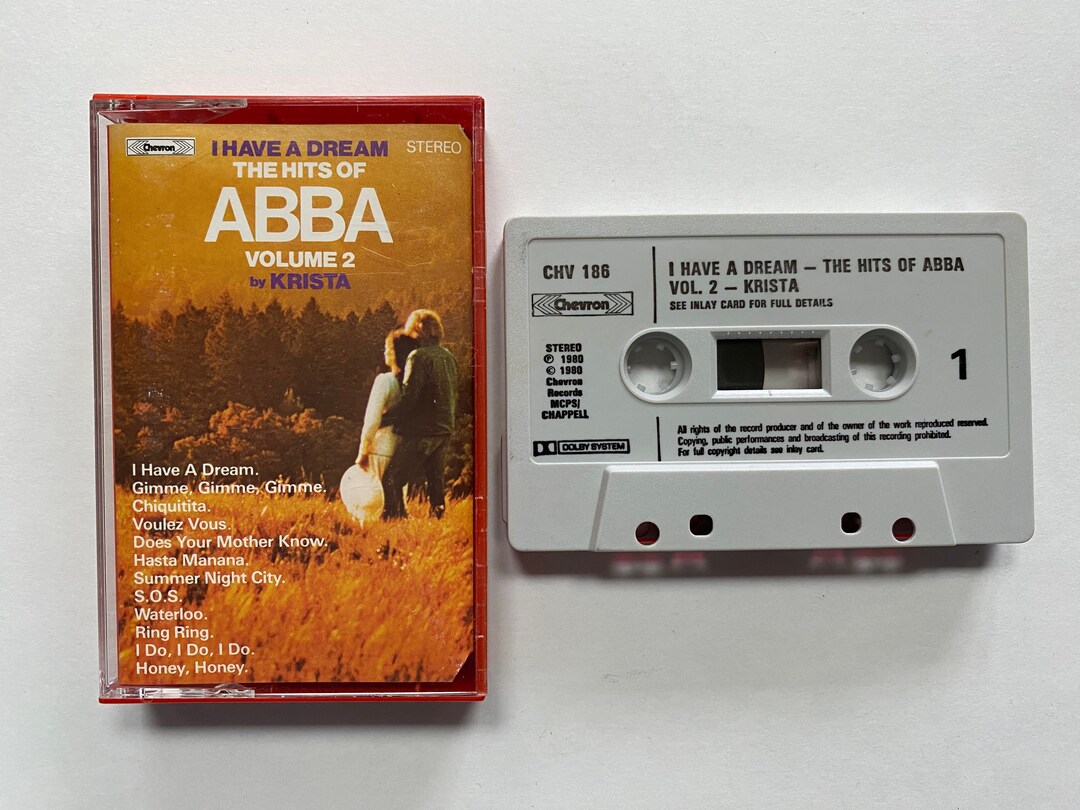 Chevron
I HAVE A DREAM
STEREO
THE HITS OF
ABBA
VOLUME 2
by KRISTA
I Have A Dream.
Gimme, Gimme, Gimme.
Chiquitita.
Voulez Vous.
Does Your Mother Know.
Hasta Manana.
Summer Night City.
S.O.S.
Waterloo.
Ring Ring.
I Do, I Do, I Do.
Honey, Honey.
CHV 186
Chevron
I HAVE A DREAM – THE HITS OF ABBA
VOL. 2 – KRISTA
SEE INLAY CARD FOR FULL DETAILS
STEREO
℗ 1980
© 1980
Chevron
Records
MCPS/
CHAPPELL
1
DOLBY SYSTEM
All rights of the record producer and of the owner of the work reproduced reserved.
Copying, public performances and broadcasting of this recording prohibited.
For full copyright details see inlay card.